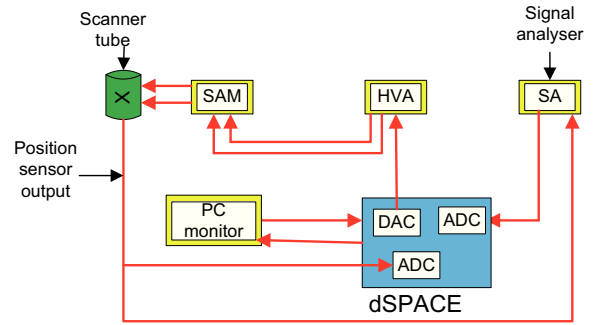 Scanner
tube
Signal
analyser
X
SAM
HVA
SA
Position
sensor
output
PC
monitor
DAC
ADC
ADC
dSPACE